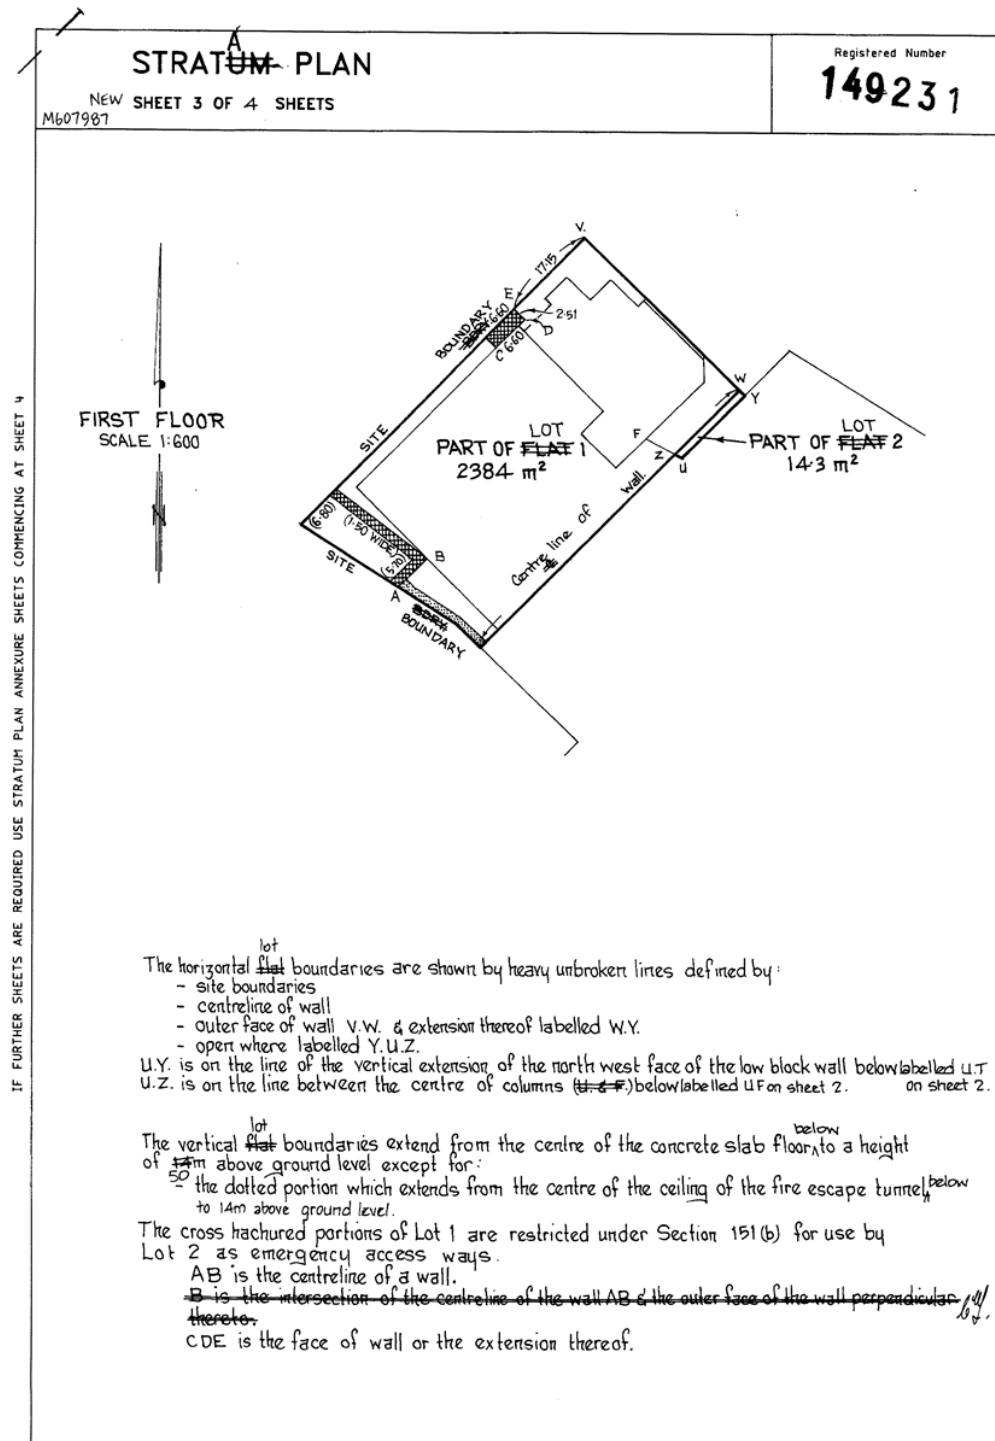 STRATUM PLAN
A
NEW SHEET 3 OF 4 SHEETS
M607987
Registered Number
149231
IF FURTHER SHEETS ARE REQUIRED USE STRATUM PLAN ANNEXURE SHEETS COMMENCING AT SHEET 4
FIRST FLOOR
SCALE 1:600
N
V.
17·15
E
BOUNDARY
BDRY.
6·60
2·51
D
C
6·60
SITE
W
Y
LOT
PART OF FLAT 1
2384 m²
LOT
PART OF FLAT 2
14·3 m²
F
Z
U
Centre line of wall.
(6·80)
(1·50 WIDE)
(5·70)
B
SITE
A
BDRY.
BOUNDARY
lot
The horizontal flat boundaries are shown by heavy unbroken lines defined by:
- site boundaries
- centreline of wall
- outer face of wall V.W. & extension thereof labelled W.Y.
- open where labelled Y.U.Z.
U.Y. is on the line of the vertical extension of the north west face of the low block wall below labelled U.T
on sheet 2.
U.Z. is on the line between the centre of columns (U. & F.) below labelled UF on sheet 2.
lot
The vertical flat boundaries extend from the centre of the concrete slab floor below to a height
of 14m above ground level except for:
50
- the dotted portion which extends from the centre of the ceiling of the fire escape tunnel, below
to 14m above ground level.
The cross hachured portions of Lot 1 are restricted under Section 151(b) for use by
Lot 2 as emergency access ways.
AB is the centreline of a wall.
B is the intersection of the centreline of the wall AB & the outer face of the wall perpendicular
thereto.
CDE is the face of wall or the extension thereof.